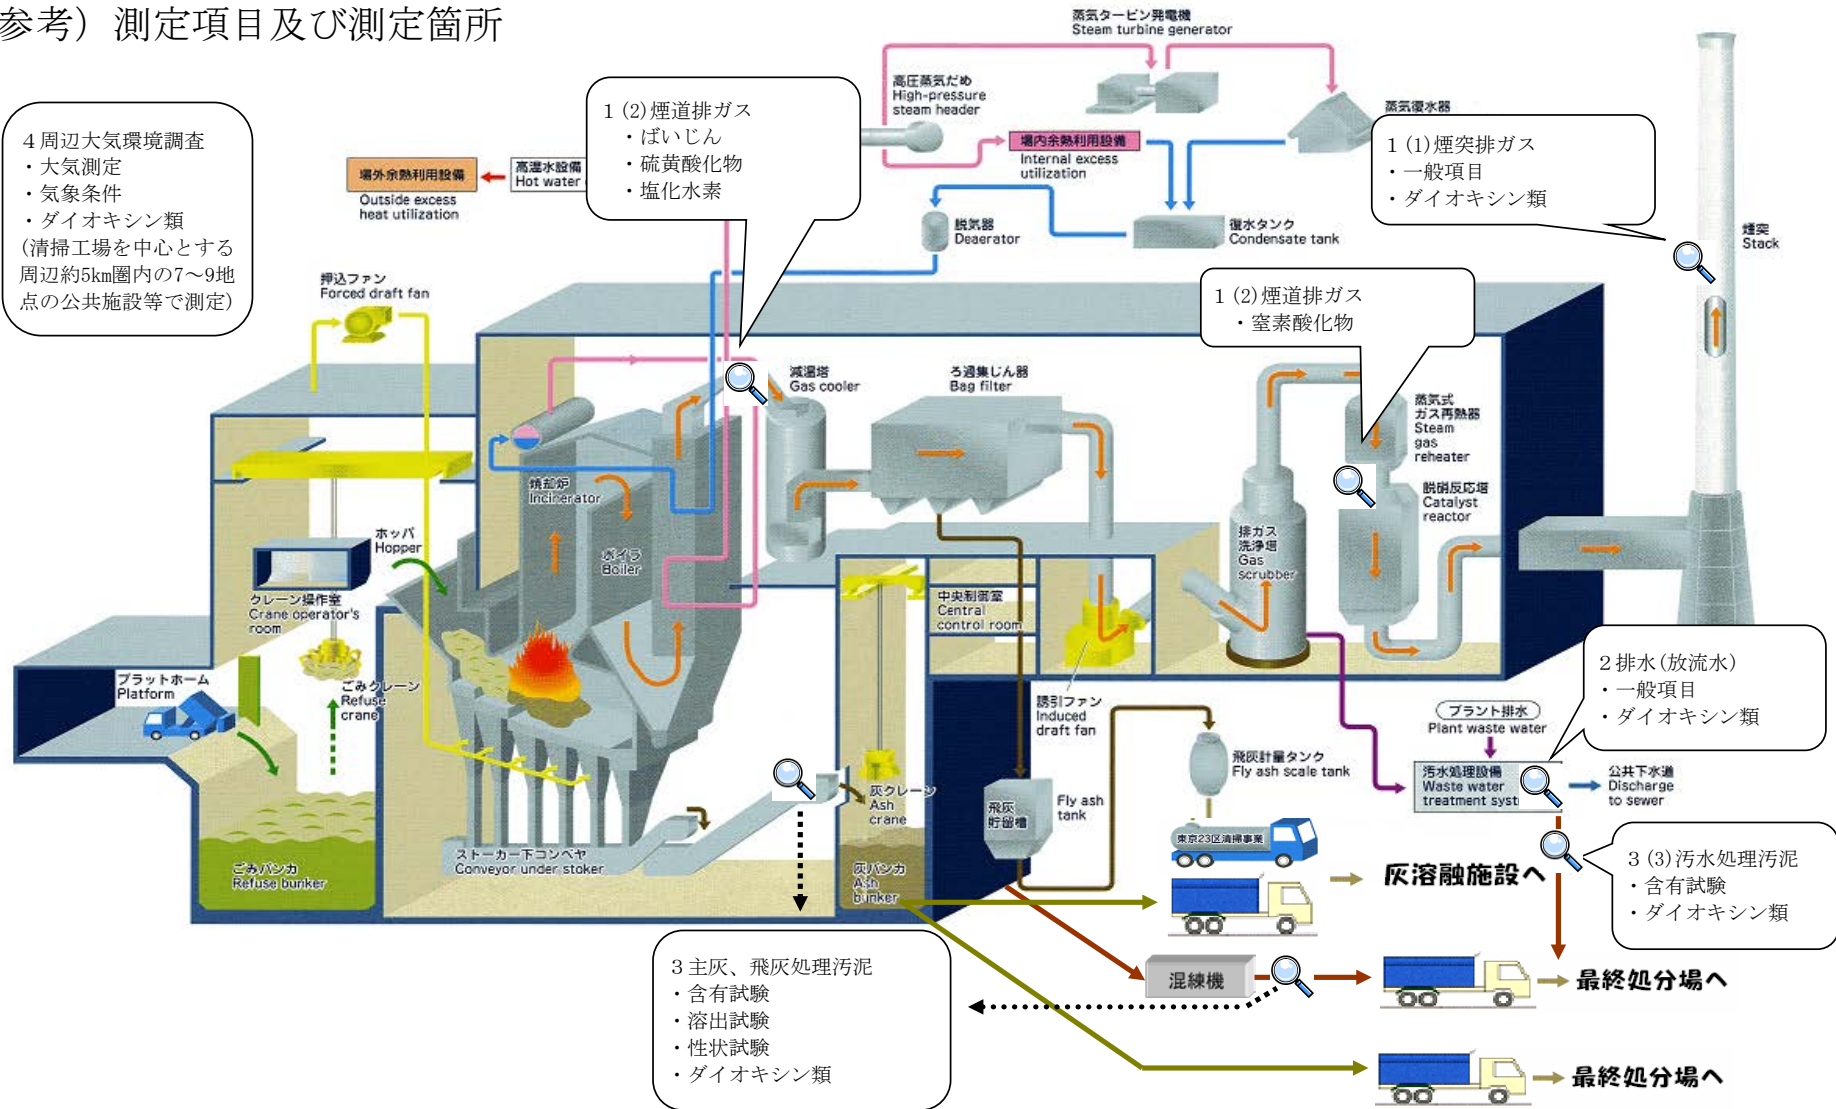 参考）測定項目及び測定箇所
４周辺大気環境調査
・大気測定
・気象条件
・ダイオキシン類
(清掃工場を中心とする
周辺約5km圏内の7～9地
点の公共施設等で測定)
１(2)煙道排ガス
・ばいじん
・硫黄酸化物
・塩化水素
蒸気タービン発電機
Steam turbine generator
高圧蒸気だめ
High-pressure
steam header
蒸気復水器
１(1)煙突排ガス
・一般項目
・ダイオキシン類
場外余熱利用設備
Outside excess
heat utilization
高温水設備
Hot water
場内余熱利用設備
Internal excess
utilization
脱気器
Deaerator
復水タンク
Condensate tank
煙突
Stack
押込ファン
Forced draft fan
１(2)煙道排ガス
・窒素酸化物
減温塔
Gas cooler
ろ過集じん器
Bag filter
蒸気式
ガス再熱器
Steam
gas
reheater
焼却炉
Incinerator
脱硝反応塔
Catalyst
reactor
ホッパ
Hopper
ボイラ
Boiler
排ガス
洗浄塔
Gas
scrubber
クレーン操作室
Crane operator's
room
中央制御室
Central
control room
プラットホーム
Platform
ごみクレーン
Refuse
crane
誘引ファン
Induced
draft fan
２排水(放流水)
・一般項目
・ダイオキシン類
プラント排水
Plant waste water
飛灰計量タンク
Fly ash scale tank
汚水処理設備
Waste water
treatment syst
公共下水道
Discharge
to sewer
灰クレーン
Ash
crane
飛灰
貯留槽
Fly ash
tank
東京23区清掃事業
ストーカー下コンベヤ
Conveyor under stoker
ごみバンカ
Refuse bunker
灰バンカ
Ash
bunker
灰溶融施設へ
３(3)汚水処理汚泥
・含有試験
・ダイオキシン類
３主灰、飛灰処理汚泥
・含有試験
・溶出試験
・性状試験
・ダイオキシン類
混練機
最終処分場へ
最終処分場へ